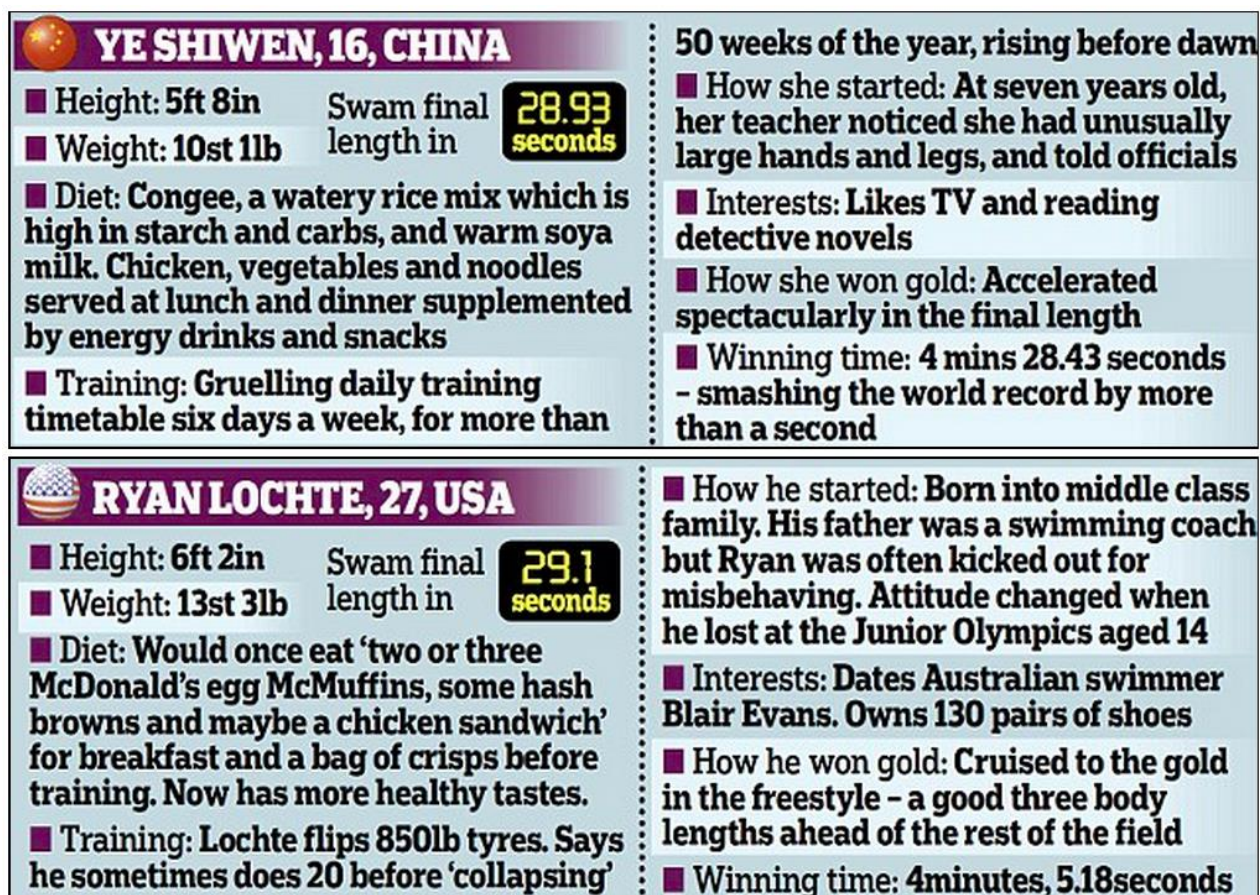 YE SHIWEN, 16, CHINA
Height: 5ft 8in
Weight: 10st 1lb
Swam final
length in
28.93
seconds
Diet: Congee, a watery rice mix which is
high in starch and carbs, and warm soya
milk. Chicken, vegetables and noodles
served at lunch and dinner supplemented
by energy drinks and snacks
Training: Gruelling daily training
timetable six days a week, for more than
50 weeks of the year, rising before dawn
How she started: At seven years old,
her teacher noticed she had unusually
large hands and legs, and told officials
Interests: Likes TV and reading
detective novels
How she won gold: Accelerated
spectacularly in the final length
Winning time: 4 mins 28.43 seconds
– smashing the world record by more
than a second
RYAN LOCHTE, 27, USA
Height: 6ft 2in
Weight: 13st 3lb
Swam final
length in
29.1
seconds
Diet: Would once eat ‘two or three
McDonald’s egg McMuffins, some hash
browns and maybe a chicken sandwich’
for breakfast and a bag of crisps before
training. Now has more healthy tastes.
Training: Lochte flips 850lb tyres. Says
he sometimes does 20 before ‘collapsing’
How he started: Born into middle class
family. His father was a swimming coach
but Ryan was often kicked out for
misbehaving. Attitude changed when
he lost at the Junior Olympics aged 14
Interests: Dates Australian swimmer
Blair Evans. Owns 130 pairs of shoes
How he won gold: Cruised to the gold
in the freestyle – a good three body
lengths ahead of the rest of the field
Winning time: 4minutes, 5.18seconds